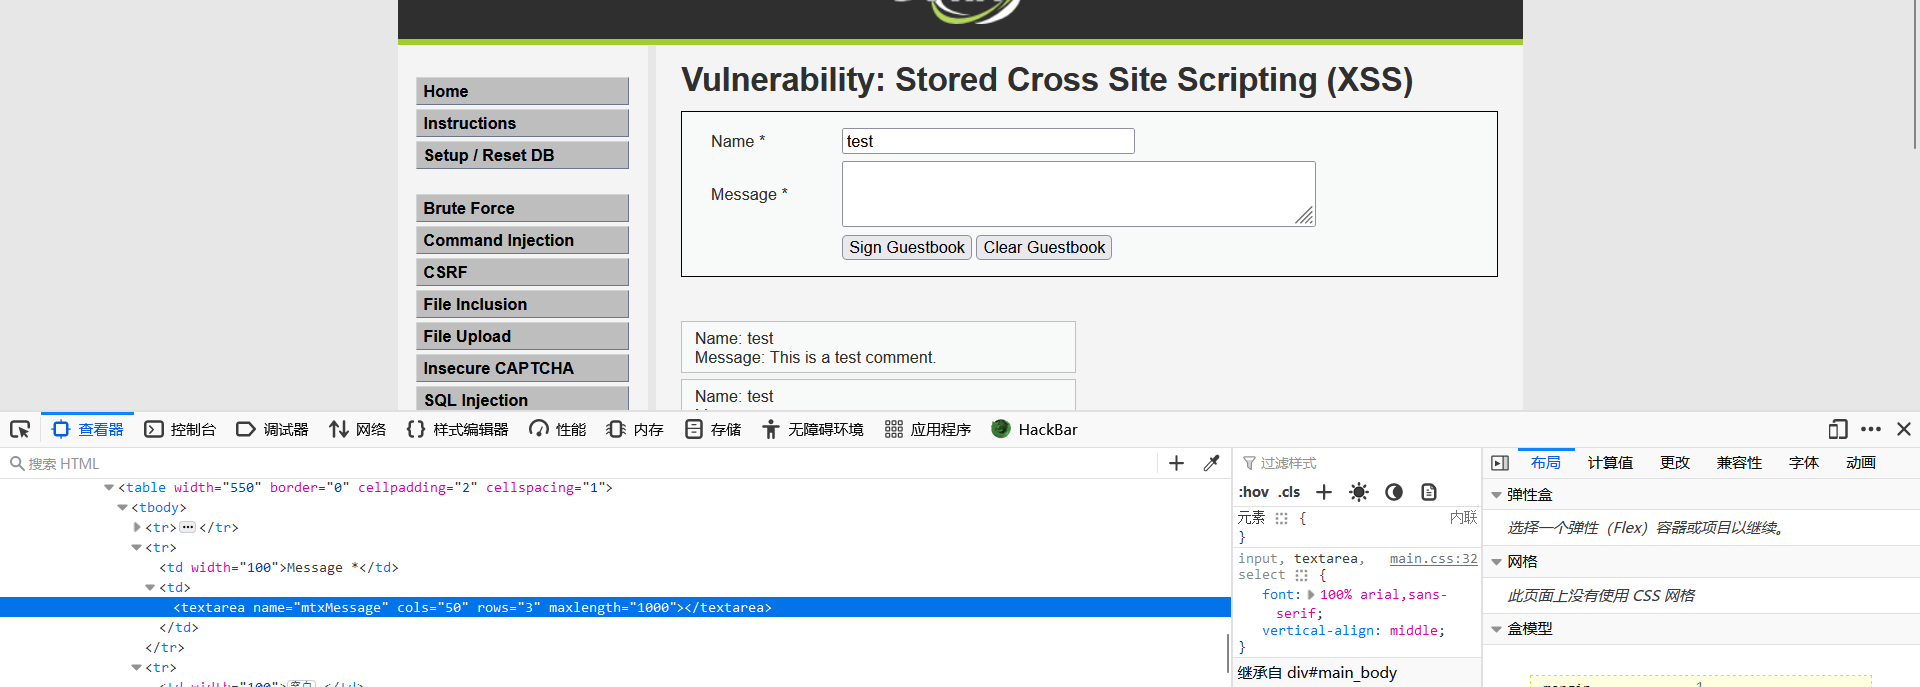 Vulnerability: Stored Cross Site Scripting (XSS)
Home
Instructions
Setup / Reset DB
Brute Force
Command Injection
CSRF
File Inclusion
File Upload
Insecure CAPTCHA
SQL Injection
Name * test
Message *
Sign Guestbook Clear Guestbook
Name: test
Message: This is a test comment.
Name: test
查看器 控制台 调试器 网络 样式编辑器 性能 内存 存储 无障碍环境 应用程序 HackBar
搜索 HTML
<table width="550" border="0" cellpadding="2" cellspacing="1">
<tbody>
<tr> ••• </tr>
<tr>
<td width="100">Message *</td>
<td>
<textarea name="mtxMessage" cols="50" rows="3" maxlength="1000"></textarea>
</td>
</tr>
<tr>
过滤样式
:hov .cls
元素 { 内联
}
input, textarea, main.css:32
select {
font: 100% arial,sans-
serif;
vertical-align: middle;
}
继承自 div#main_body
布局 计算值 更改 兼容性 字体 动画
弹性盒
选择一个弹性（Flex）容器或项目以继续。
网格
此页面上没有使用 CSS 网格
盒模型